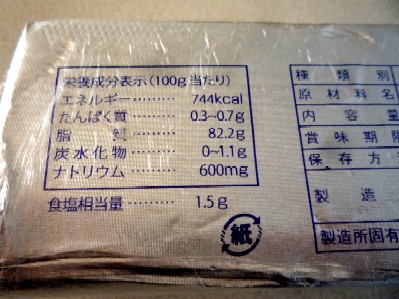 栄養成分表示(100g当たり)
エネルギー………744kcal
たんぱく質………0.3~0.7g
脂質………82.2g
炭水化物………0~1.1g
ナトリウム………600mg
食塩相当量………1.5g
紙
種類別
原材料名
内容量
賞味期限
保存方
製造
製造所固有